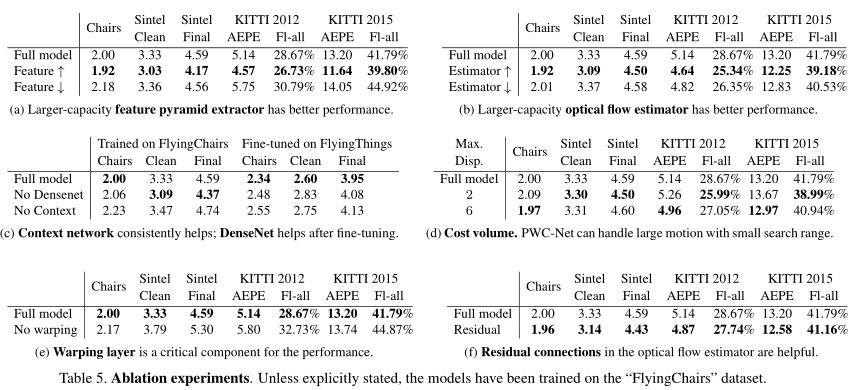 Chairs Sintel Sintel KITTI 2012 KITTI 2015
Clean Final AEPE Fl-all AEPE Fl-all
Full model 2.00 3.33 4.59 5.14 28.67% 13.20 41.79%
Feature ↑ 1.92 3.03 4.17 4.57 26.73% 11.64 39.80%
Feature ↓ 2.18 3.36 4.56 5.75 30.79% 14.05 44.92%
(a) Larger-capacity feature pyramid extractor has better performance.
Chairs Sintel Sintel KITTI 2012 KITTI 2015
Clean Final AEPE Fl-all AEPE Fl-all
Full model 2.00 3.33 4.59 5.14 28.67% 13.20 41.79%
Estimator ↑ 1.92 3.09 4.50 4.64 25.34% 12.25 39.18%
Estimator ↓ 2.01 3.37 4.58 4.82 26.35% 12.83 40.53%
(b) Larger-capacity optical flow estimator has better performance.
Trained on FlyingChairs Fine-tuned on FlyingThings
Chairs Clean Final Chairs Clean Final
Full model 2.00 3.33 4.59 2.34 2.60 3.95
No Densenet 2.06 3.09 4.37 2.48 2.83 4.08
No Context 2.23 3.47 4.74 2.55 2.75 4.13
(c) Context network consistently helps; DenseNet helps after fine-tuning.
Max. Chairs Sintel Sintel KITTI 2012 KITTI 2015
Disp. Clean Final AEPE Fl-all AEPE Fl-all
Full model 2.00 3.33 4.59 5.14 28.67% 13.20 41.79%
2 2.09 3.30 4.50 5.26 25.99% 13.67 38.99%
6 1.97 3.31 4.60 4.96 27.05% 12.97 40.94%
(d) Cost volume. PWC-Net can handle large motion with small search range.
Chairs Sintel Sintel KITTI 2012 KITTI 2015
Clean Final AEPE Fl-all AEPE Fl-all
Full model 2.00 3.33 4.59 5.14 28.67% 13.20 41.79%
No warping 2.17 3.79 5.30 5.80 32.73% 13.74 44.87%
(e) Warping layer is a critical component for the performance.
Chairs Sintel Sintel KITTI 2012 KITTI 2015
Clean Final AEPE Fl-all AEPE Fl-all
Full model 2.00 3.33 4.59 5.14 28.67% 13.20 41.79%
Residual 1.96 3.14 4.43 4.87 27.74% 12.58 41.16%
(f) Residual connections in the optical flow estimator are helpful.
Table 5. Ablation experiments. Unless explicitly stated, the models have been trained on the “FlyingChairs” dataset.